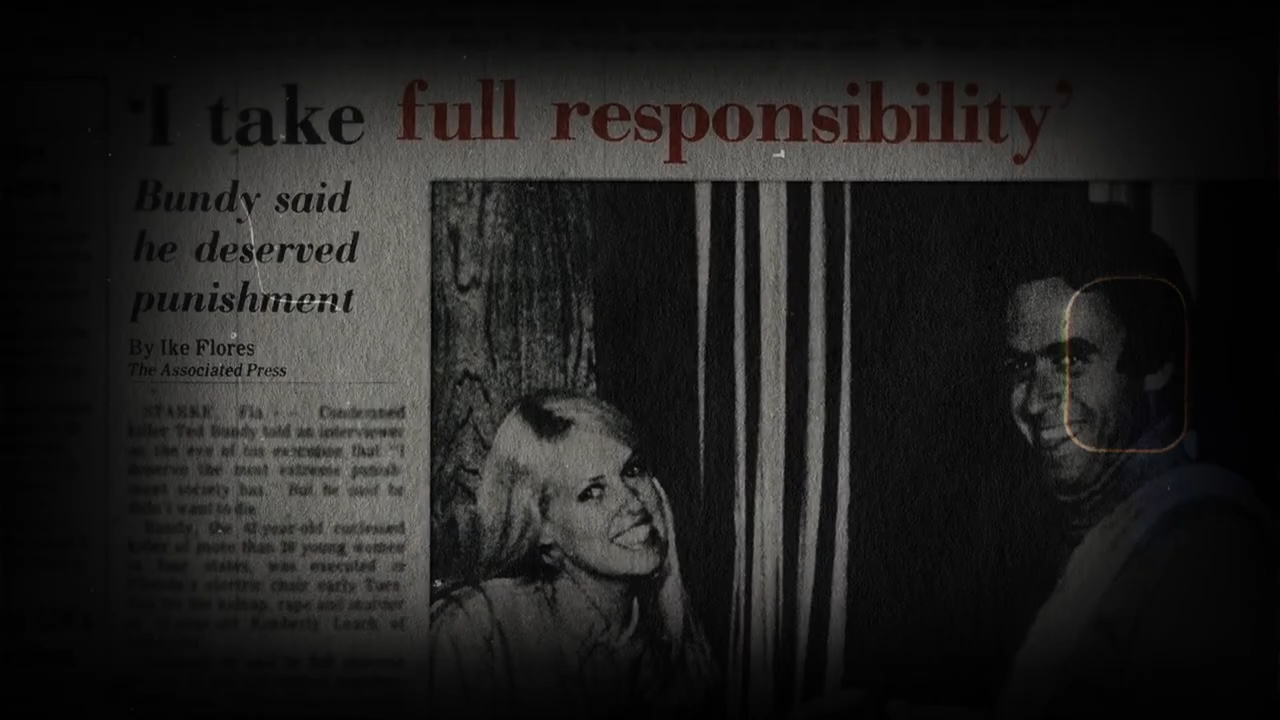 'I take full responsibility'
Bundy said
he deserved
punishment
By Ike Flores
The Associated Press
STARKE, Fla. — Condemned
killer Ted Bundy told an interviewer
on the eve of his execution that "I
deserve the most extreme punish-
ment society has." But he said he
didn't want to die.
Bundy, the 42-year-old confessed
killer of more than 20 young women
in four states, was executed in
Florida's electric chair early Tues-
day for the kidnap, rape and murder
of 12-year-old Kimberly Leach of